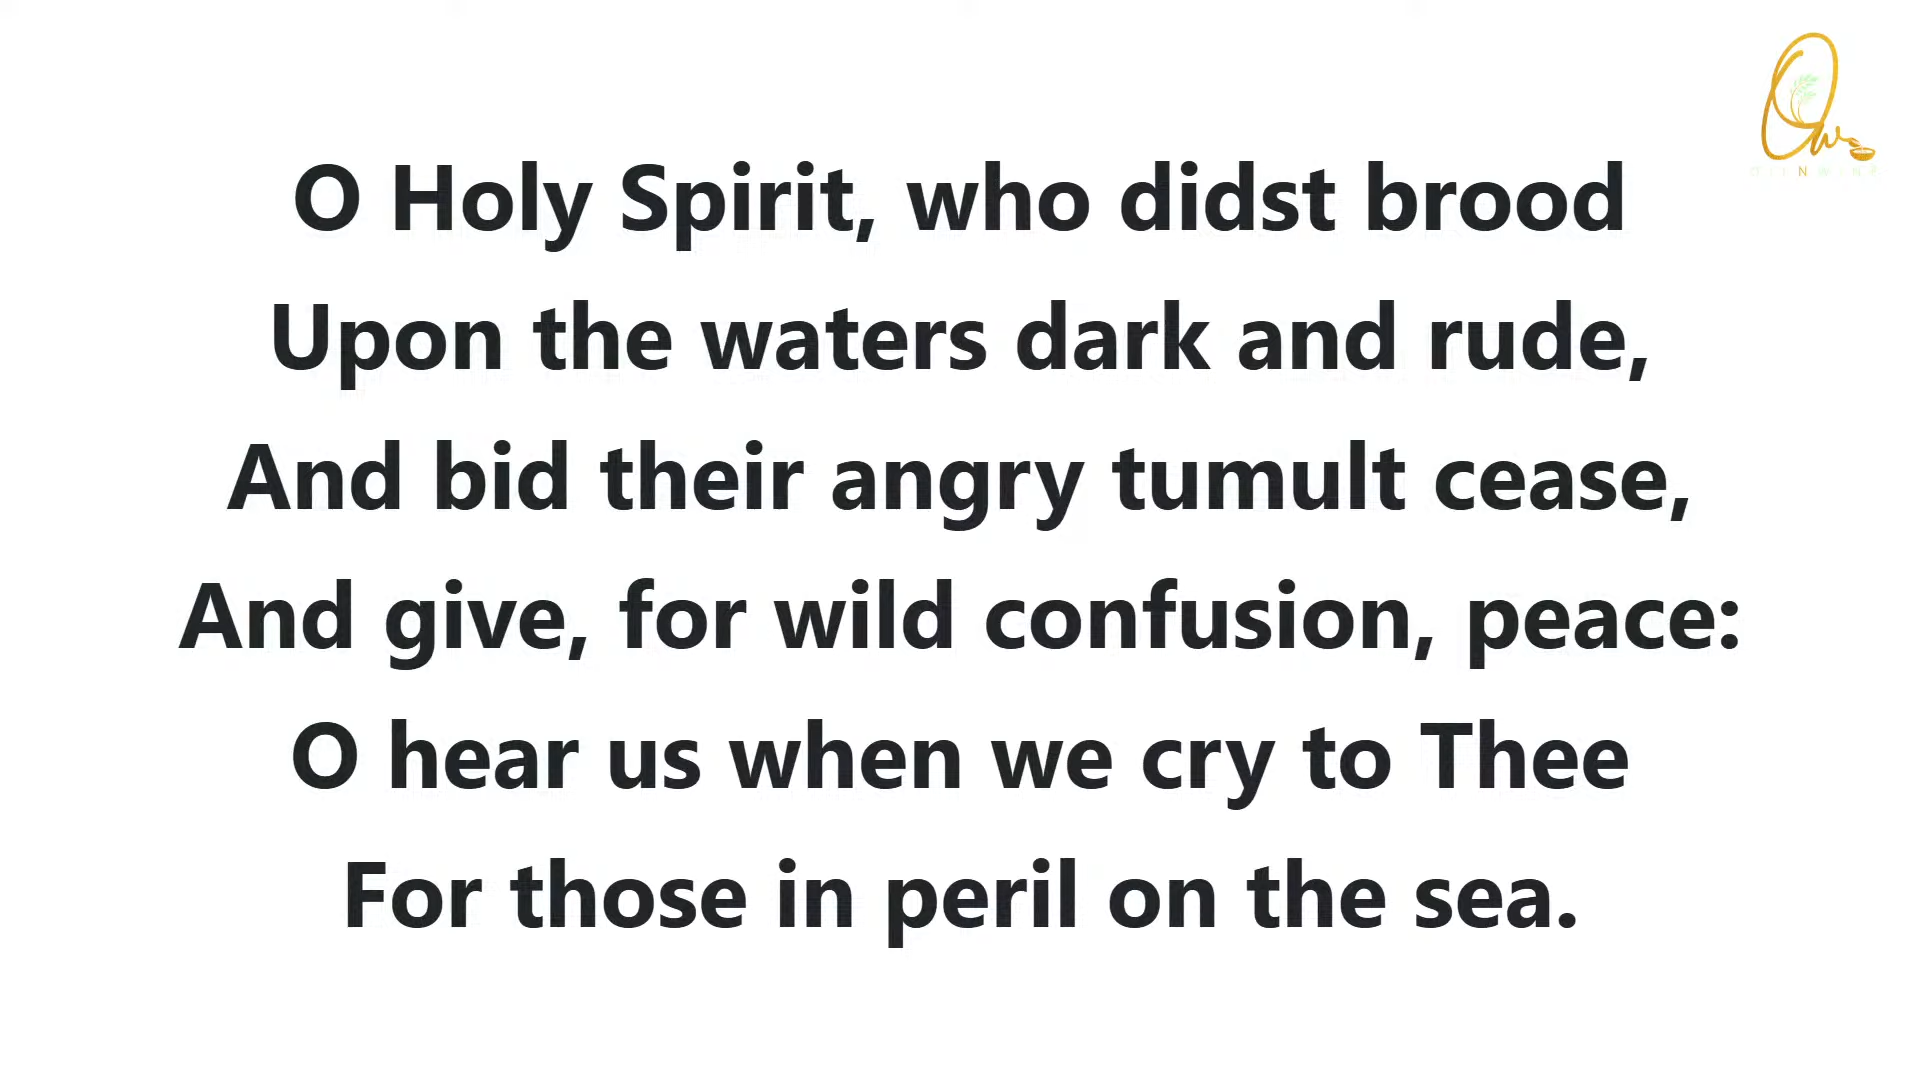 O Holy Spirit, who didst brood
Upon the waters dark and rude,
And bid their angry tumult cease,
And give, for wild confusion, peace:
O hear us when we cry to Thee
For those in peril on the sea.